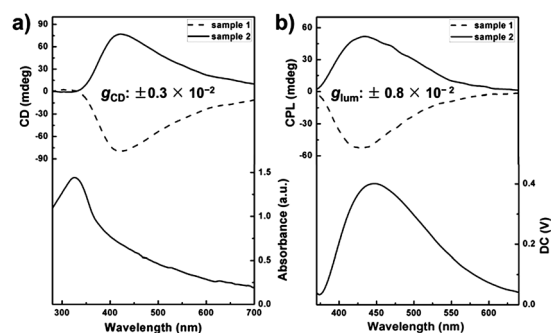 a)
sample 1
sample 2
90
60
30
0
-30
-60
-90
CD (mdeg)
gCD: ±0.3 × 10⁻²
1.5
1.0
0.5
0.0
Absorbance (a.u.)
300 400 500 600 700
Wavelength (nm)
b)
sample 1
sample 2
60
30
0
-30
-60
CPL (mdeg)
glum: ± 0.8 × 10⁻²
0.4
0.2
0.0
DC (V)
400 450 500 550 600
Wavelength (nm)